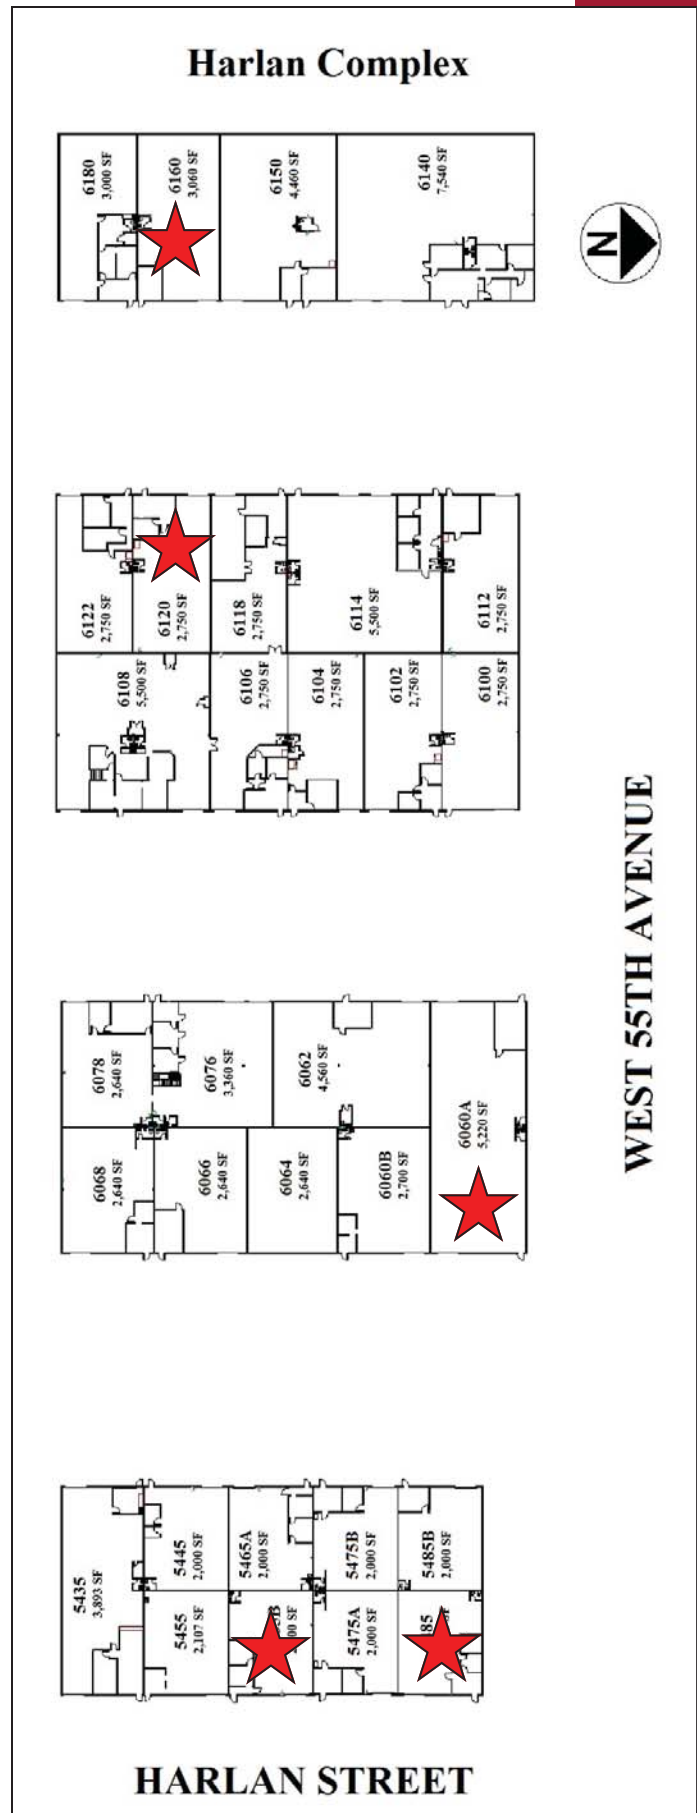 Harlan Complex
6180
3,000 SF
6160
3,060 SF
6150
4,460 SF
6140
7,540 SF
N
6122
2,750 SF
6120
2,750 SF
6118
2,750 SF
6114
5,500 SF
6112
2,750 SF
6108
5,500 SF
6106
2,750 SF
6104
2,750 SF
6102
2,750 SF
6100
2,750 SF
WEST 55TH AVENUE
6078
2,640 SF
6076
3,360 SF
6062
4,560 SF
6060A
5,220 SF
6068
2,640 SF
6066
2,640 SF
6064
2,640 SF
6060B
2,700 SF
5435
3,893 SF
5445
2,000 SF
5465A
2,000 SF
5475B
2,000 SF
5485B
2,000 SF
5455
2,107 SF
B
00 SF
5475A
2,000 SF
85
SF
HARLAN STREET